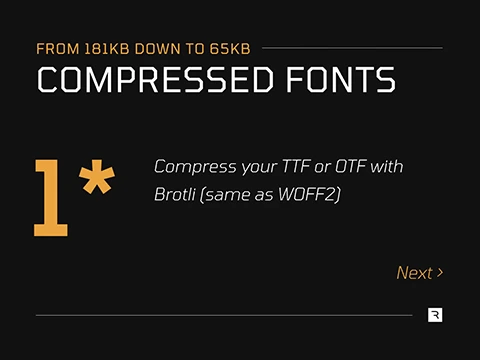 FROM 181KB DOWN TO 65KB
COMPRESSED FONTS
1*
Compress your TTF or OTF with
Brotli (same as WOFF2)
Next >
R